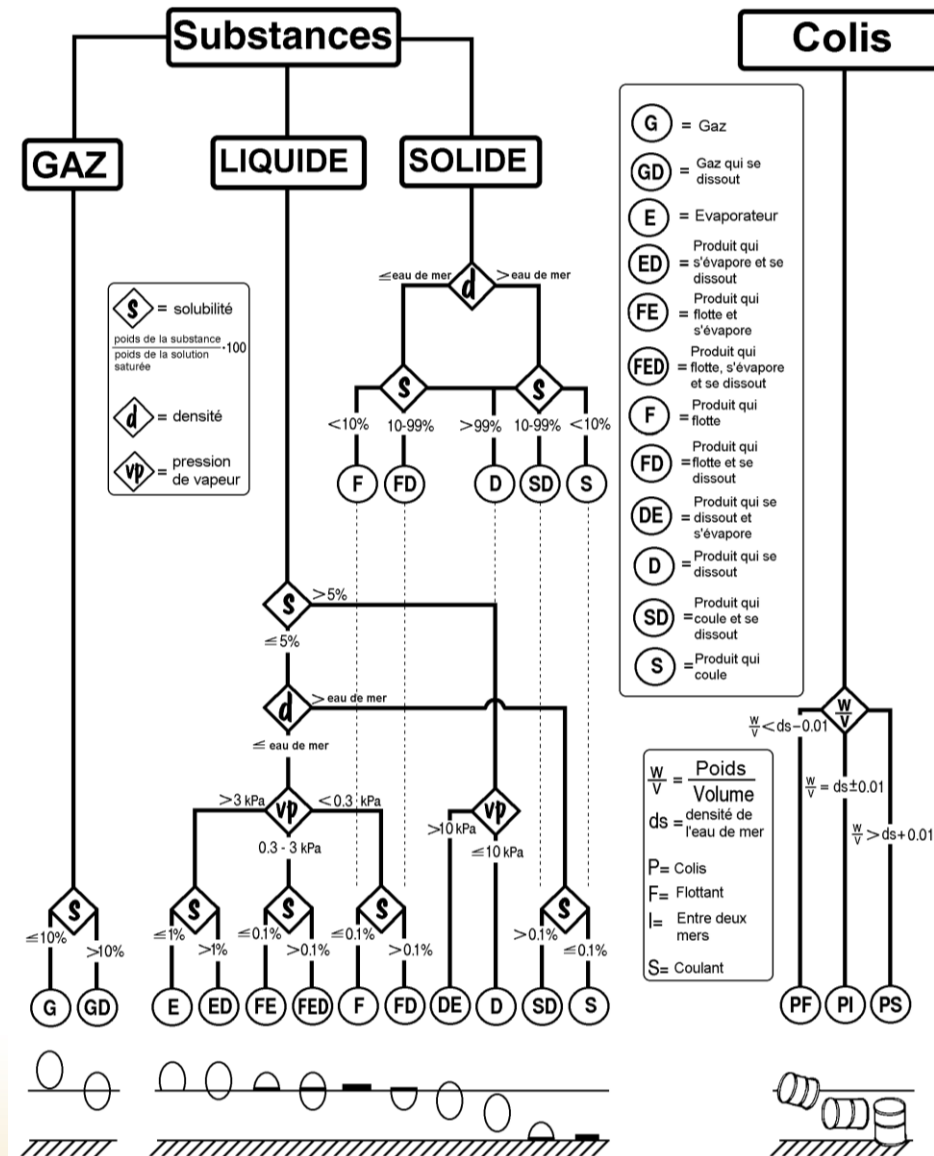 Substances
Colis
GAZ
LIQUIDE
SOLIDE
≤eau de mer
d
>eau de mer
S
S
<10%
10-99%
>99%
10-99%
<10%
F
FD
D
SD
S
S = solubilité
poids de la substance
poids de la solution
saturée
·100
d = densité
vp = pression
de vapeur
G = Gaz
GD = Gaz qui se
dissout
E = Evaporateur
ED = Produit qui
s'évapore et se
dissout
FE = Produit qui
flotte et
s'évapore
FED = Produit qui
flotte, s'évapore
et se dissout
F = Produit qui
flotte
FD = Produit qui
flotte et se
dissout
DE = Produit qui se
dissout et
s'évapore
D = Produit qui se
dissout
SD = Produit qui
coule et se
dissout
S = Produit qui
coule
S
>5%
≤5%
d
>eau de mer
≤ eau de mer
>3 kPa
vp
<0.3 kPa
0.3 - 3 kPa
vp
>10 kPa
≤10 kPa
S
≤10%
>10%
S
≤1%
>1%
S
≤0.1%
>0.1%
S
≤0.1%
>0.1%
S
>0.1%
≤0.1%
G
GD
E
ED
FE
FED
F
FD
DE
D
SD
S
W
V
W/V<ds-0.01
W/V = ds±0.01
W/V >ds+0.01
W/V = Poids
Volume
ds = densité de
l'eau de mer
P= Colis
F= Flottant
I= Entre deux
mers
S= Coulant
PF
PI
PS